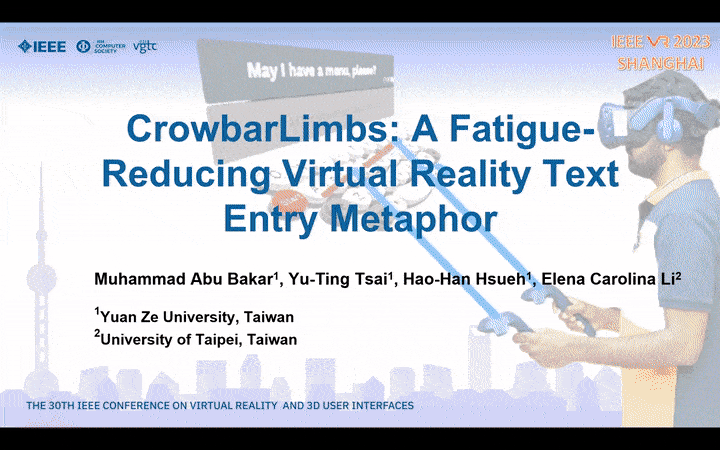 IEEE
IEEE
COMPUTER
SOCIETY
vgtc
IEEE VR 2023
SHANGHAI
May I have a menu, please?
CrowbarLimbs: A Fatigue-
Reducing Virtual Reality Text
Entry Metaphor
Muhammad Abu Bakar¹, Yu-Ting Tsai¹, Hao-Han Hsueh¹, Elena Carolina Li²
¹Yuan Ze University, Taiwan
²University of Taipei, Taiwan
THE 30TH IEEE CONFERENCE ON VIRTUAL REALITY AND 3D USER INTERFACES